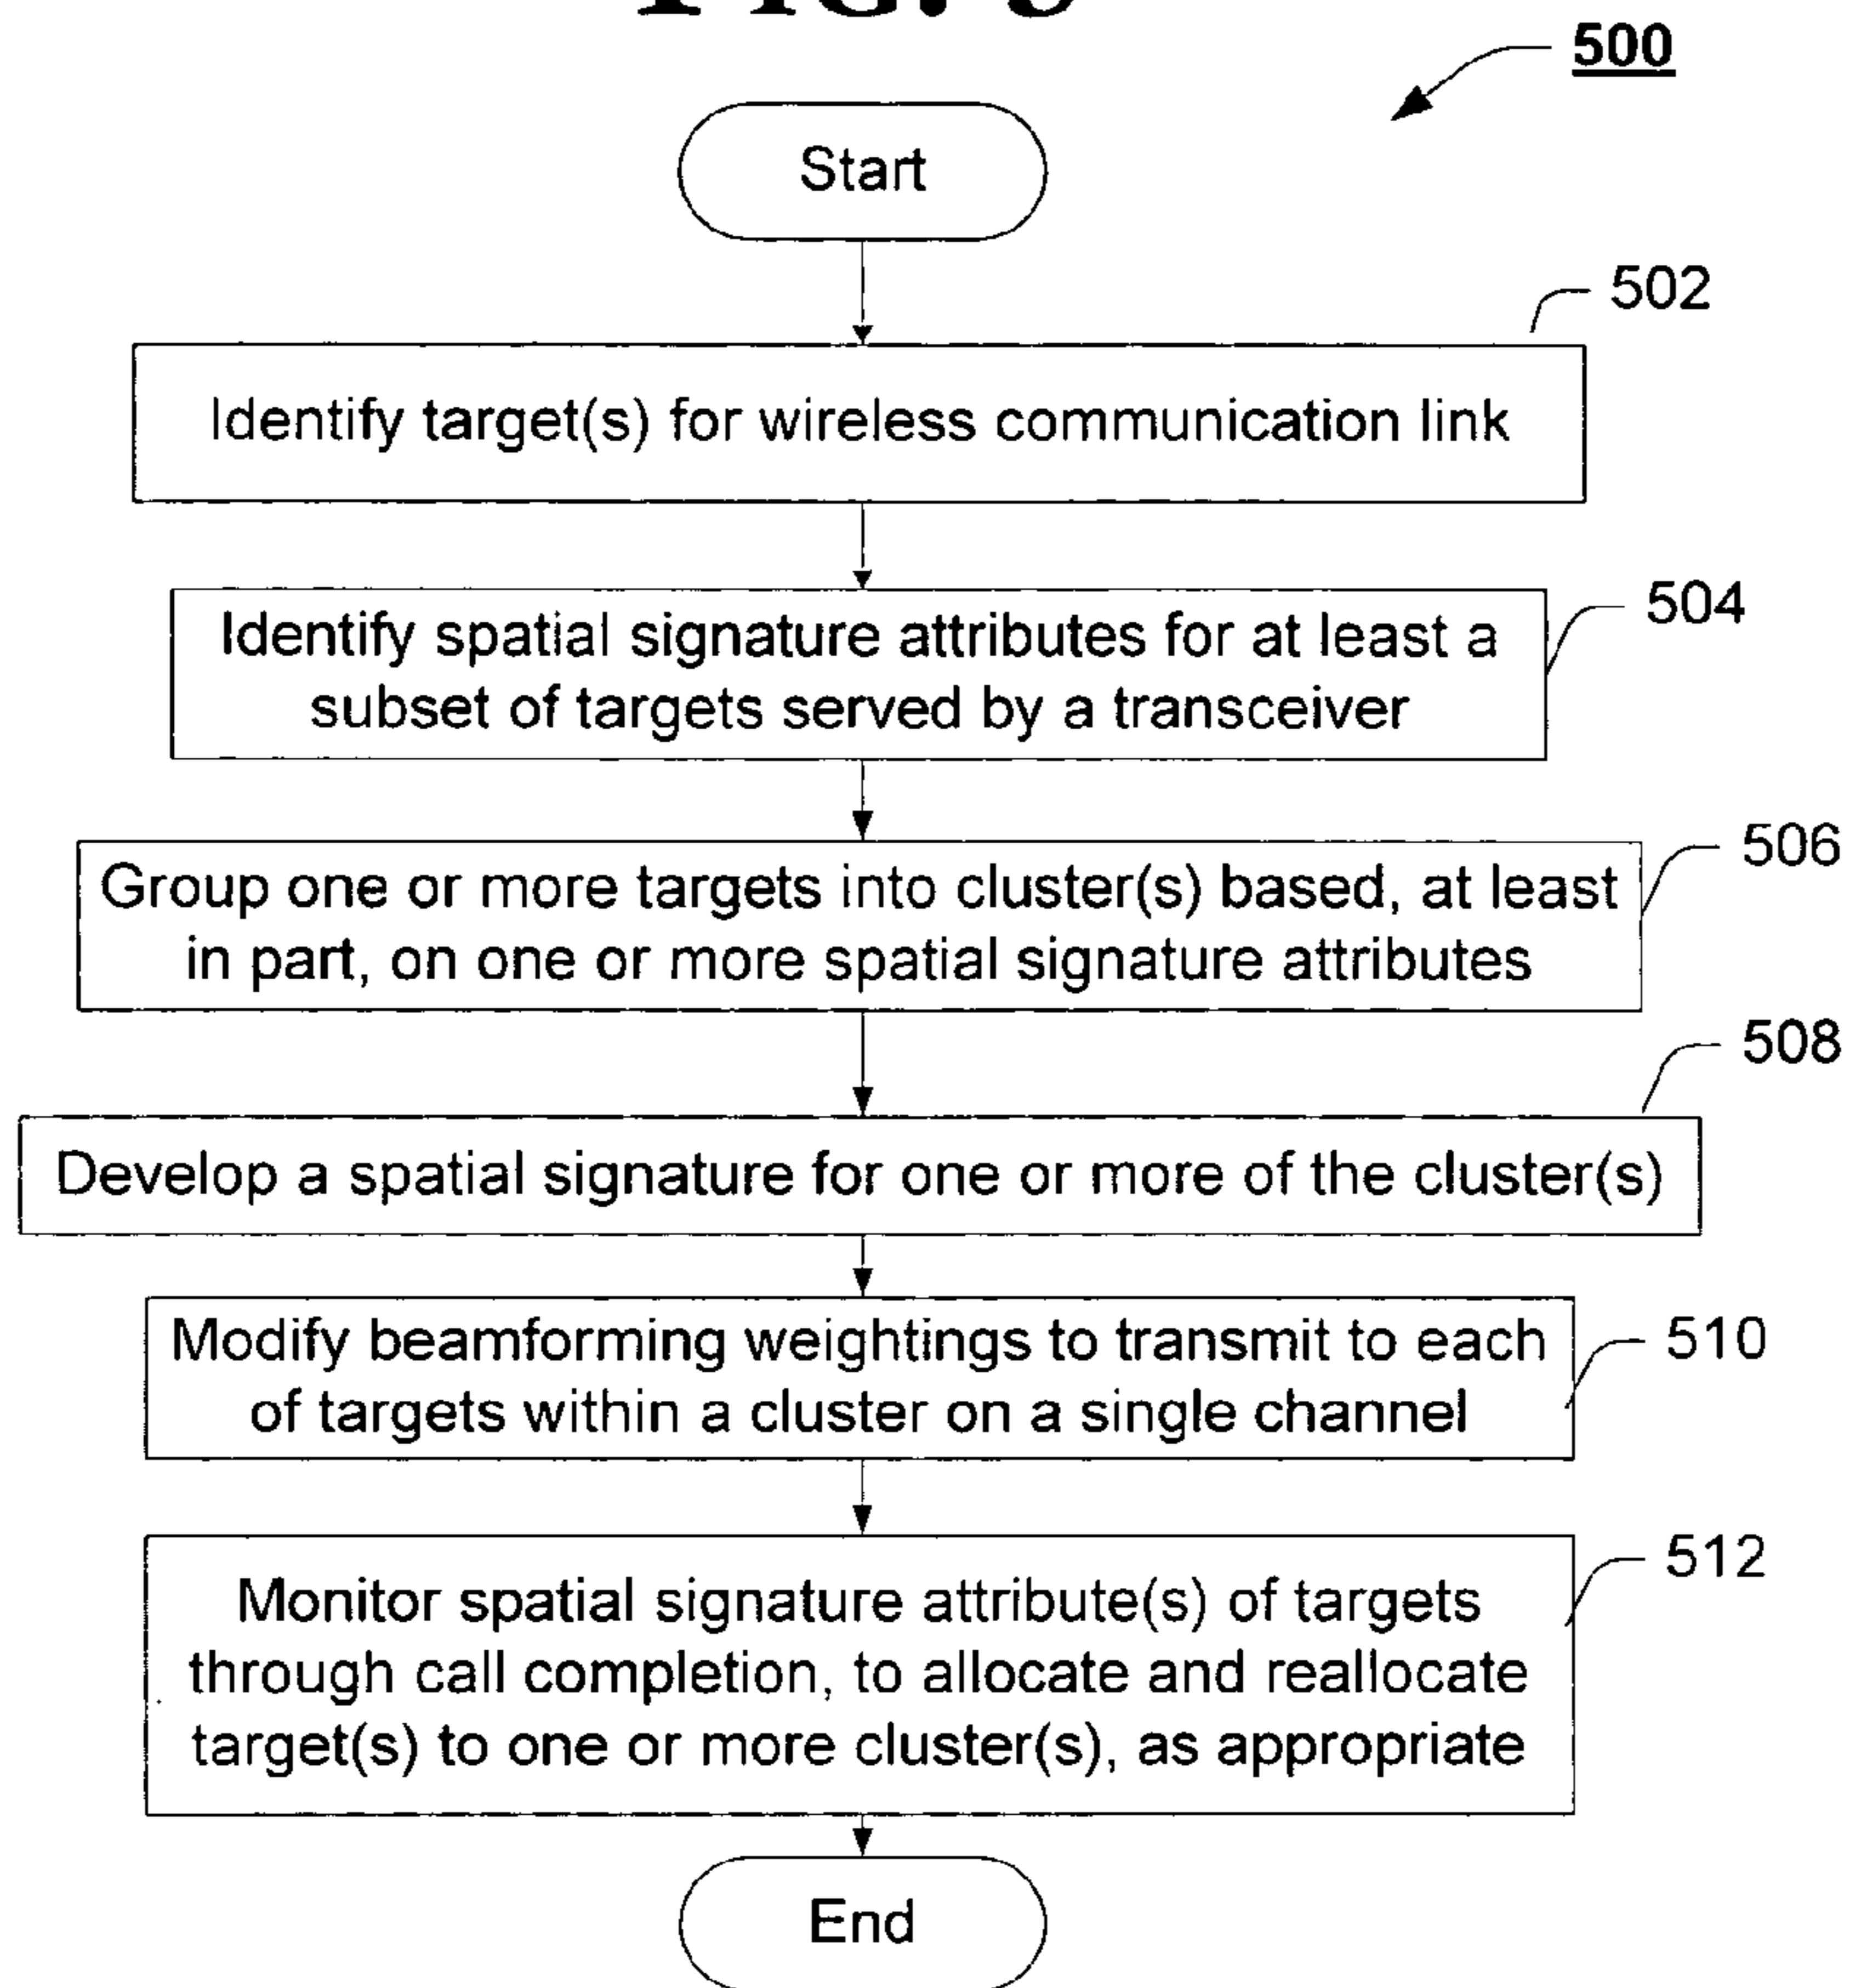 500
Start
502
Identify target(s) for wireless communication link
504
Identify spatial signature attributes for at least a
subset of targets served by a transceiver
506
Group one or more targets into cluster(s) based, at least
in part, on one or more spatial signature attributes
508
Develop a spatial signature for one or more of the cluster(s)
510
Modify beamforming weightings to transmit to each
of targets within a cluster on a single channel
512
Monitor spatial signature attribute(s) of targets
through call completion, to allocate and reallocate
target(s) to one or more cluster(s), as appropriate
End